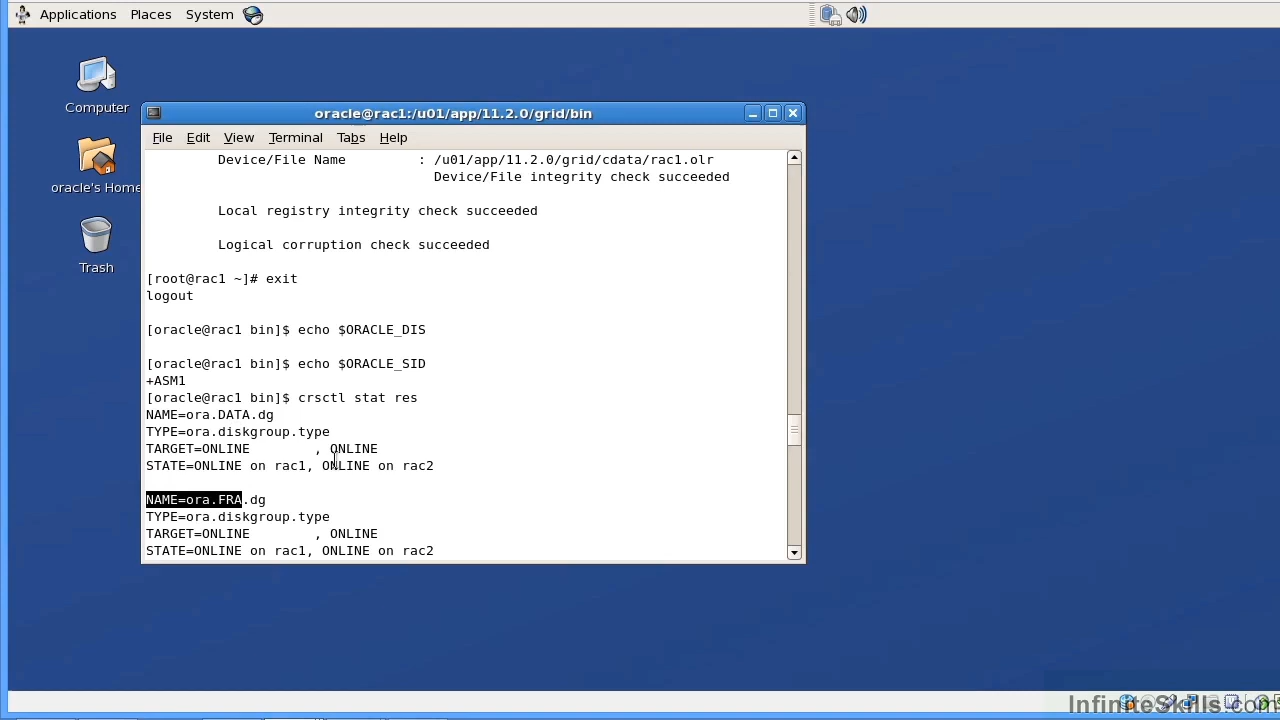 Applications Places System
Computer
oracle's Home
Trash
oracle@rac1:/u01/app/11.2.0/grid/bin
File Edit View Terminal Tabs Help
Device/File Name : /u01/app/11.2.0/grid/cdata/rac1.olr
Device/File integrity check succeeded
Local registry integrity check succeeded
Logical corruption check succeeded
[root@rac1 ~]# exit
logout
[oracle@rac1 bin]$ echo $ORACLE_DIS
[oracle@rac1 bin]$ echo $ORACLE_SID
+ASM1
[oracle@rac1 bin]$ crsctl stat res
NAME=ora.DATA.dg
TYPE=ora.diskgroup.type
TARGET=ONLINE , ONLINE
STATE=ONLINE on rac1, ONLINE on rac2
NAME=ora.FRA.dg
TYPE=ora.diskgroup.type
TARGET=ONLINE , ONLINE
STATE=ONLINE on rac1, ONLINE on rac2
InfiniteSkills.com